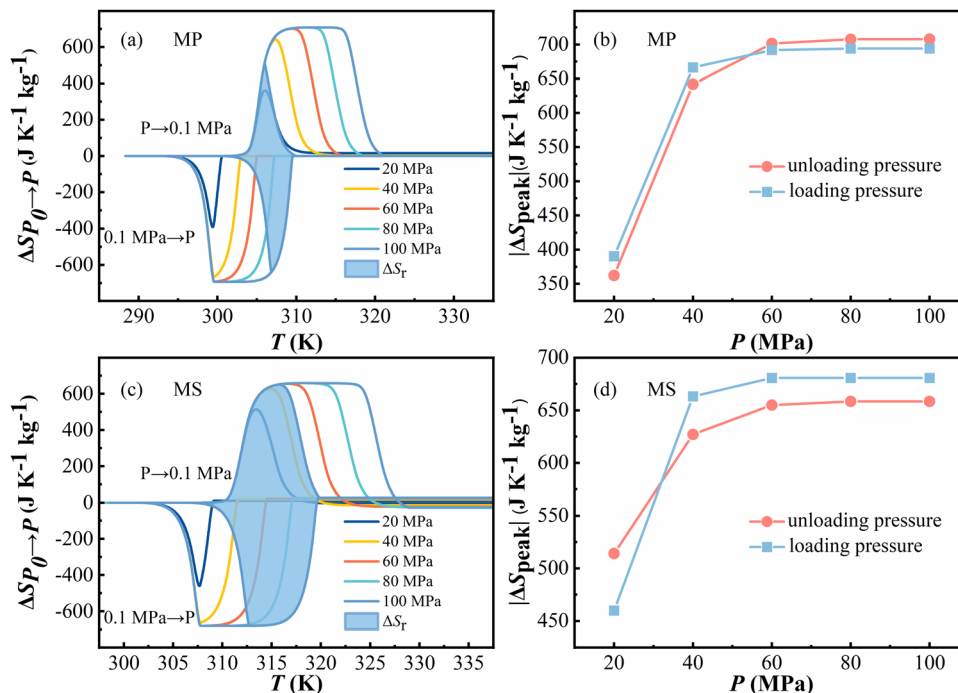 (a) MP
600
400
200
0
-200
-400
-600
ΔS_P₀→P (J K⁻¹ kg⁻¹)
P→0.1 MPa
0.1 MPa→P
20 MPa
40 MPa
60 MPa
80 MPa
100 MPa
ΔSr
290 300 310 320 330
T (K)
(b) MP
700
650
600
550
500
450
400
350
|ΔSpeak|(J K⁻¹ kg⁻¹)
unloading pressure
loading pressure
20 40 60 80 100
P (MPa)
(c) MS
600
400
200
0
-200
-400
-600
ΔS_P₀→P (J K⁻¹ kg⁻¹)
P→0.1 MPa
0.1 MPa→P
20 MPa
40 MPa
60 MPa
80 MPa
100 MPa
ΔSr
300 305 310 315 320 325 330 335
T (K)
(d) MS
700
650
600
550
500
450
|ΔSpeak| (J K⁻¹ kg⁻¹)
unloading pressure
loading pressure
20 40 60 80 100
P (MPa)